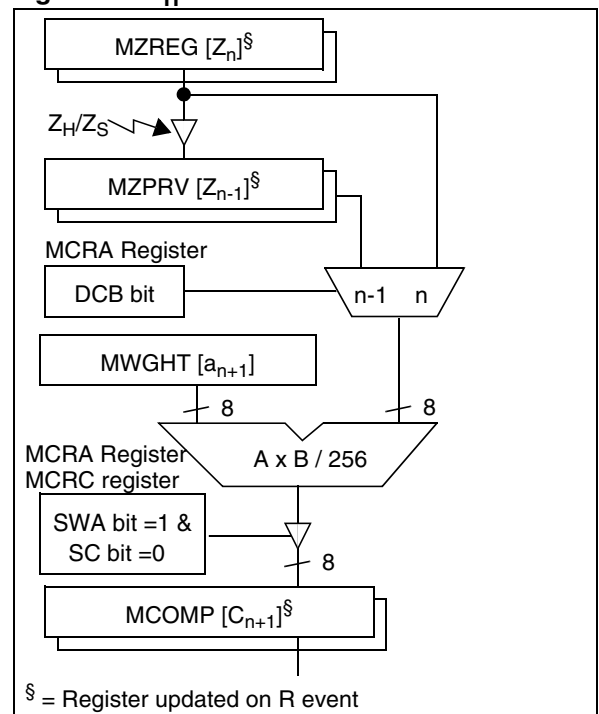 MZREG [Zn]§
ZH/ZS
MZPRV [Zn-1]§
MCRA Register
DCB bit
n-1 n
MWGHT [an+1]
8 8
MCRA Register
MCRC register
A x B / 256
SWA bit =1 &
SC bit =0
8
MCOMP [Cn+1]§
§ = Register updated on R event